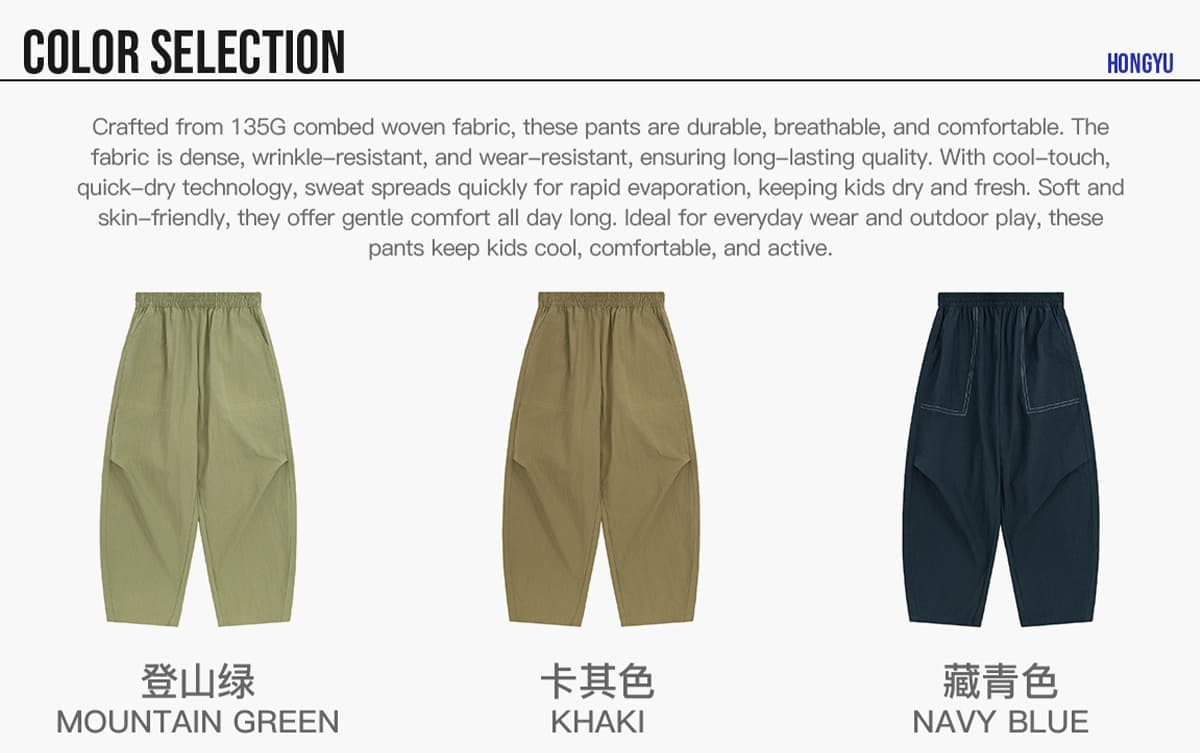 COLOR SELECTION
HONGYU
Crafted from 135G combed woven fabric, these pants are durable, breathable, and comfortable. The
fabric is dense, wrinkle–resistant, and wear–resistant, ensuring long–lasting quality. With cool–touch,
quick–dry technology, sweat spreads quickly for rapid evaporation, keeping kids dry and fresh. Soft and
skin–friendly, they offer gentle comfort all day long. Ideal for everyday wear and outdoor play, these
pants keep kids cool, comfortable, and active.
登山绿
MOUNTAIN GREEN
卡其色
KHAKI
藏青色
NAVY BLUE